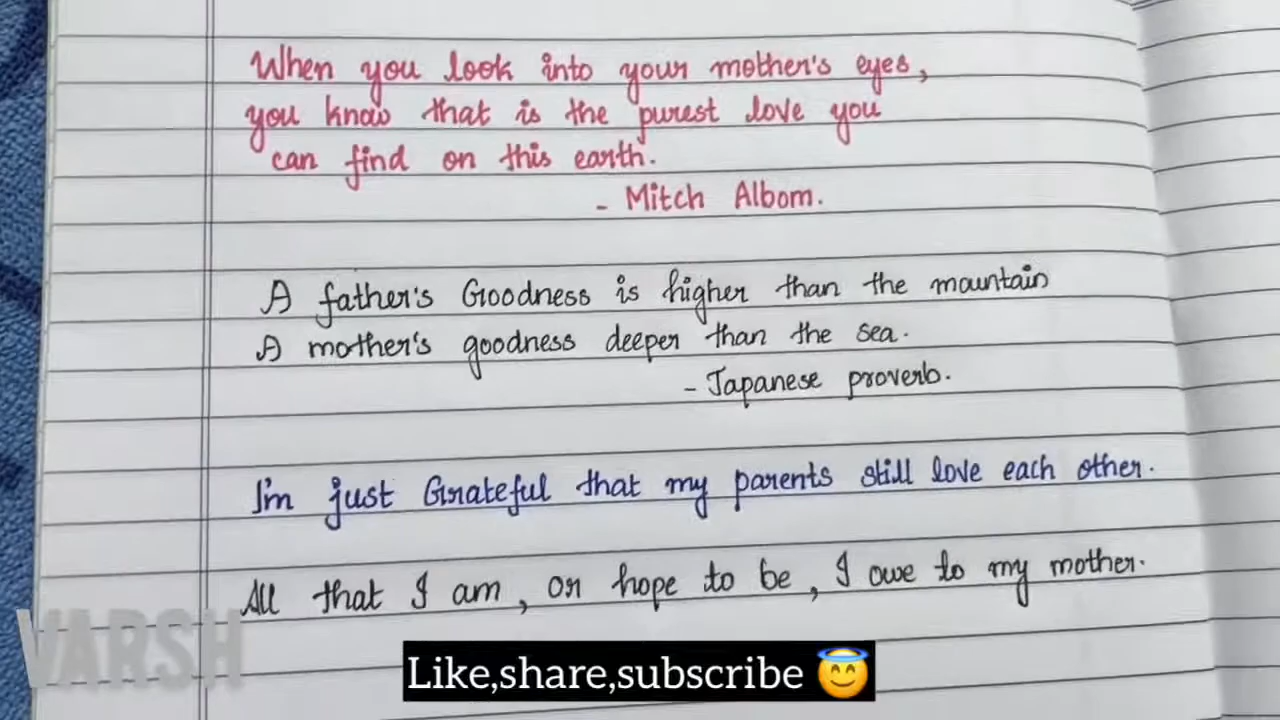 When you look into your mother's eyes,
you know that is the purest love you
can find on this earth.
- Mitch Albom.
A father's Goodness is higher than the mountain
A mother's goodness deeper than the sea.
- Japanese proverb.
I'm just Grateful that my parents still love each other.
All that I am, or hope to be, I owe to my mother.
VARSH
Like,share,subscribe 😇